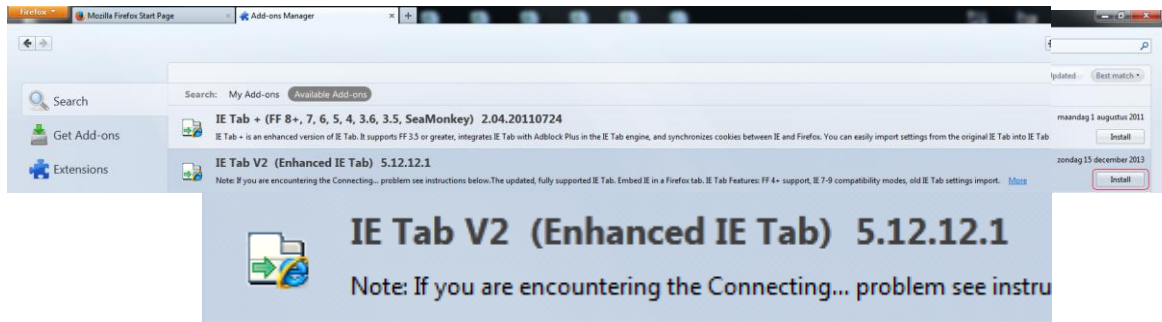 Firefox
Mozilla Firefox Start Page
Add-ons Manager
Updated
Best match
Search: My Add-ons Available Add-ons
Search
Get Add-ons
Extensions
IE Tab + (FF 8+, 7, 6, 5, 4, 3.6, 3.5, SeaMonkey) 2.04.20110724
maandag 1 augustus 2011
IE Tab + is an enhanced version of IE Tab. It supports FF 3.5 or greater, integrates IE Tab with Adblock Plus in the IE Tab engine, and synchronizes cookies between IE and Firefox. You can easily import settings from the original IE Tab into IE Tab
Install
IE Tab V2 (Enhanced IE Tab) 5.12.12.1
zondag 15 december 2013
Note: If you are encountering the Connecting... problem see instructions below.The updated, fully supported IE Tab. Embed IE in a Firefox tab. IE Tab Features: FF 4+ support, IE 7-9 compatibility modes, old IE Tab settings import. More
Install
IE Tab V2 (Enhanced IE Tab) 5.12.12.1
Note: If you are encountering the Connecting... problem see instru